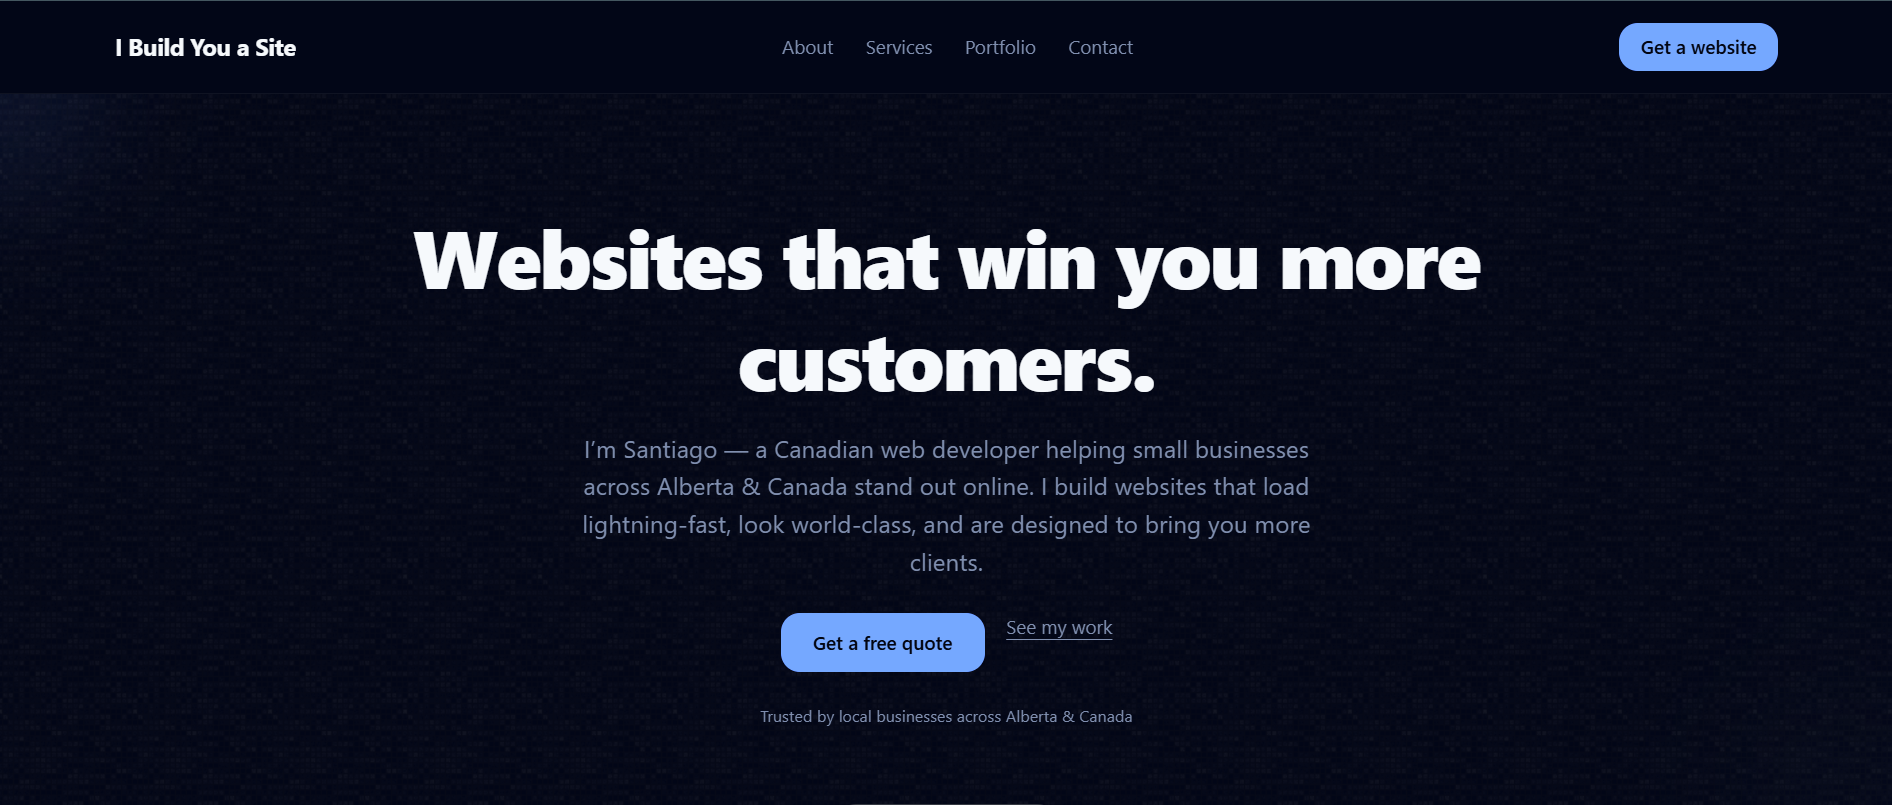 I Build You a Site
About
Services
Portfolio
Contact
Get a website
Websites that win you more
customers.
I’m Santiago — a Canadian web developer helping small businesses
across Alberta & Canada stand out online. I build websites that load
lightning-fast, look world-class, and are designed to bring you more
clients.
Get a free quote
See my work
Trusted by local businesses across Alberta & Canada